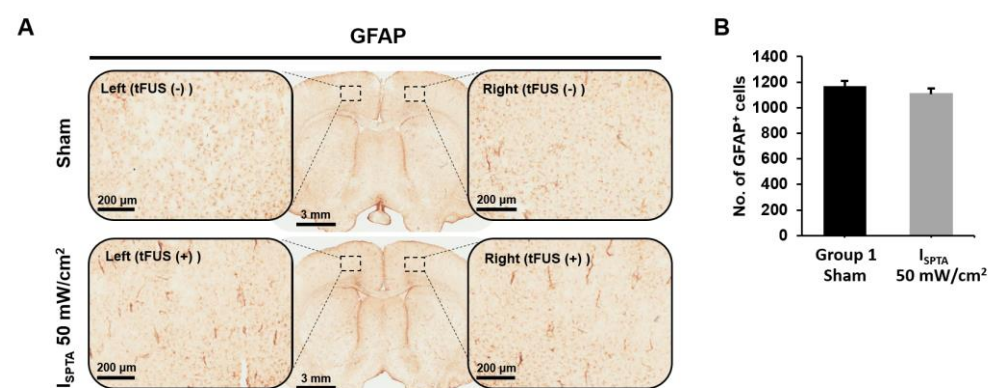 A
GFAP
Sham
Left (tFUS (-) )
200 µm
3 mm
Right (tFUS (-) )
200 µm
I_SPTA 50 mW/cm²
Left (tFUS (+) )
200 µm
3 mm
Right (tFUS (+) )
200 µm
B
No. of GFAP⁺ cells
1400
1200
1000
800
600
400
200
0
Group 1
Sham
I_SPTA
50 mW/cm²